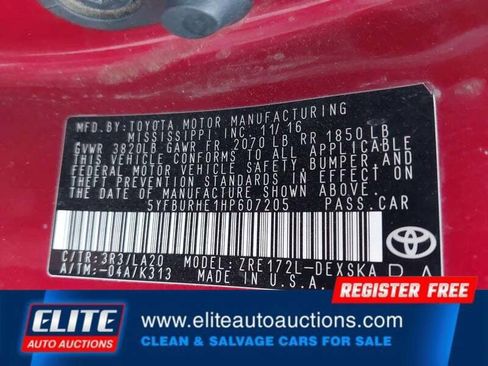 MFD. BY: TOYOTA MOTOR MANUFACTURING
MISSISSIPPI INC. 11/16
GVWR 3820LB GAWR FR 2070 LB RR 1850 LB
THIS VEHICLE CONFORMS TO ALL APPLICABLE
FEDERAL MOTOR VEHICLE SAFETY, BUMPER, AND
THEFT PREVENTION STANDARDS IN EFFECT ON
THE DATE OF MANUFACTURE SHOWN ABOVE.
5YFBURHE1HP607205 PASS.CAR
C/TR: 3R3/LA20 MODEL: ZRE172L-DEXSKA
A/TM: -04A/K313 MADE IN U.S.A.
TOYOTA
REGISTER FREE
ELITE
AUTO AUCTIONS
www.eliteautoauctions.com
CLEAN & SALVAGE CARS FOR SALE